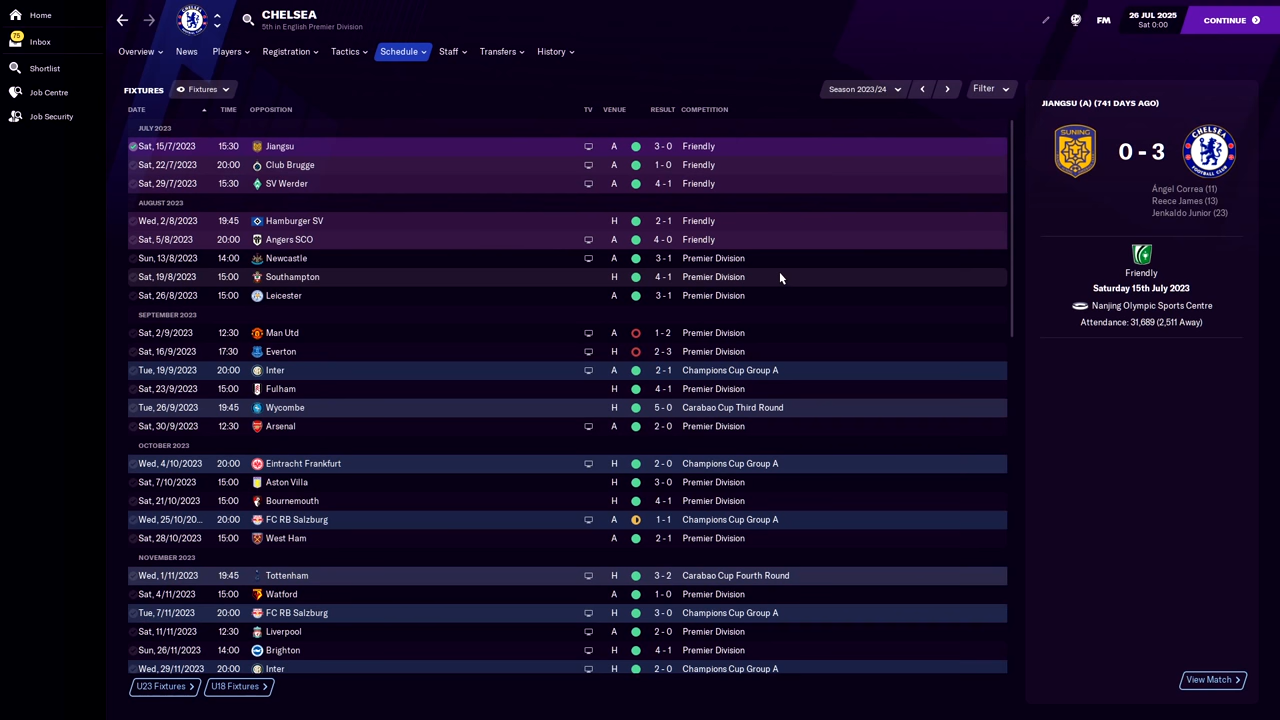 Home
75
Inbox
Shortlist
Job Centre
Job Security
CHELSEA
5th in English Premier Division
FM
26 JUL 2025
Sat 0:00
CONTINUE
Overview
News
Players
Registration
Tactics
Schedule
Staff
Transfers
History
FIXTURES
Fixtures
Season 2023/24
Filter
DATE TIME OPPOSITION TV VENUE RESULT COMPETITION
JULY 2023
Sat, 15/7/2023 15:30 Jiangsu A 3 - 0 Friendly
Sat, 22/7/2023 20:00 Club Brugge A 1 - 0 Friendly
Sat, 29/7/2023 15:30 SV Werder A 4 - 1 Friendly
AUGUST 2023
Wed, 2/8/2023 19:45 Hamburger SV H 2 - 1 Friendly
Sat, 5/8/2023 20:00 Angers SCO A 4 - 0 Friendly
Sun, 13/8/2023 14:00 Newcastle A 3 - 1 Premier Division
Sat, 19/8/2023 15:00 Southampton H 4 - 1 Premier Division
Sat, 26/8/2023 15:00 Leicester A 3 - 1 Premier Division
SEPTEMBER 2023
Sat, 2/9/2023 12:30 Man Utd A 1 - 2 Premier Division
Sat, 16/9/2023 17:30 Everton H 2 - 3 Premier Division
Tue, 19/9/2023 20:00 Inter A 2 - 1 Champions Cup Group A
Sat, 23/9/2023 15:00 Fulham H 4 - 1 Premier Division
Tue, 26/9/2023 19:45 Wycombe H 5 - 0 Carabao Cup Third Round
Sat, 30/9/2023 12:30 Arsenal A 2 - 0 Premier Division
OCTOBER 2023
Wed, 4/10/2023 20:00 Eintracht Frankfurt H 2 - 0 Champions Cup Group A
Sat, 7/10/2023 15:00 Aston Villa H 3 - 0 Premier Division
Sat, 21/10/2023 15:00 Bournemouth H 4 - 1 Premier Division
Wed, 25/10/20... 20:00 FC RB Salzburg A 1 - 1 Champions Cup Group A
Sat, 28/10/2023 15:00 West Ham A 2 - 1 Premier Division
NOVEMBER 2023
Wed, 1/11/2023 19:45 Tottenham H 3 - 2 Carabao Cup Fourth Round
Sat, 4/11/2023 15:00 Watford A 1 - 0 Premier Division
Tue, 7/11/2023 20:00 FC RB Salzburg H 3 - 0 Champions Cup Group A
Sat, 11/11/2023 12:30 Liverpool A 2 - 0 Premier Division
Sun, 26/11/2023 14:00 Brighton H 4 - 1 Premier Division
Wed, 29/11/2023 20:00 Inter H 2 - 0 Champions Cup Group A
U23 Fixtures
U18 Fixtures
JIANGSU (A) (741 DAYS AGO)
SUNING
0 - 3
CHELSEA
FOOTBALL CLUB
Ángel Correa (11)
Reece James (13)
Jenkaldo Junior (23)
Friendly
Saturday 15th July 2023
Nanjing Olympic Sports Centre
Attendance: 31,689 (2,511 Away)
View Match